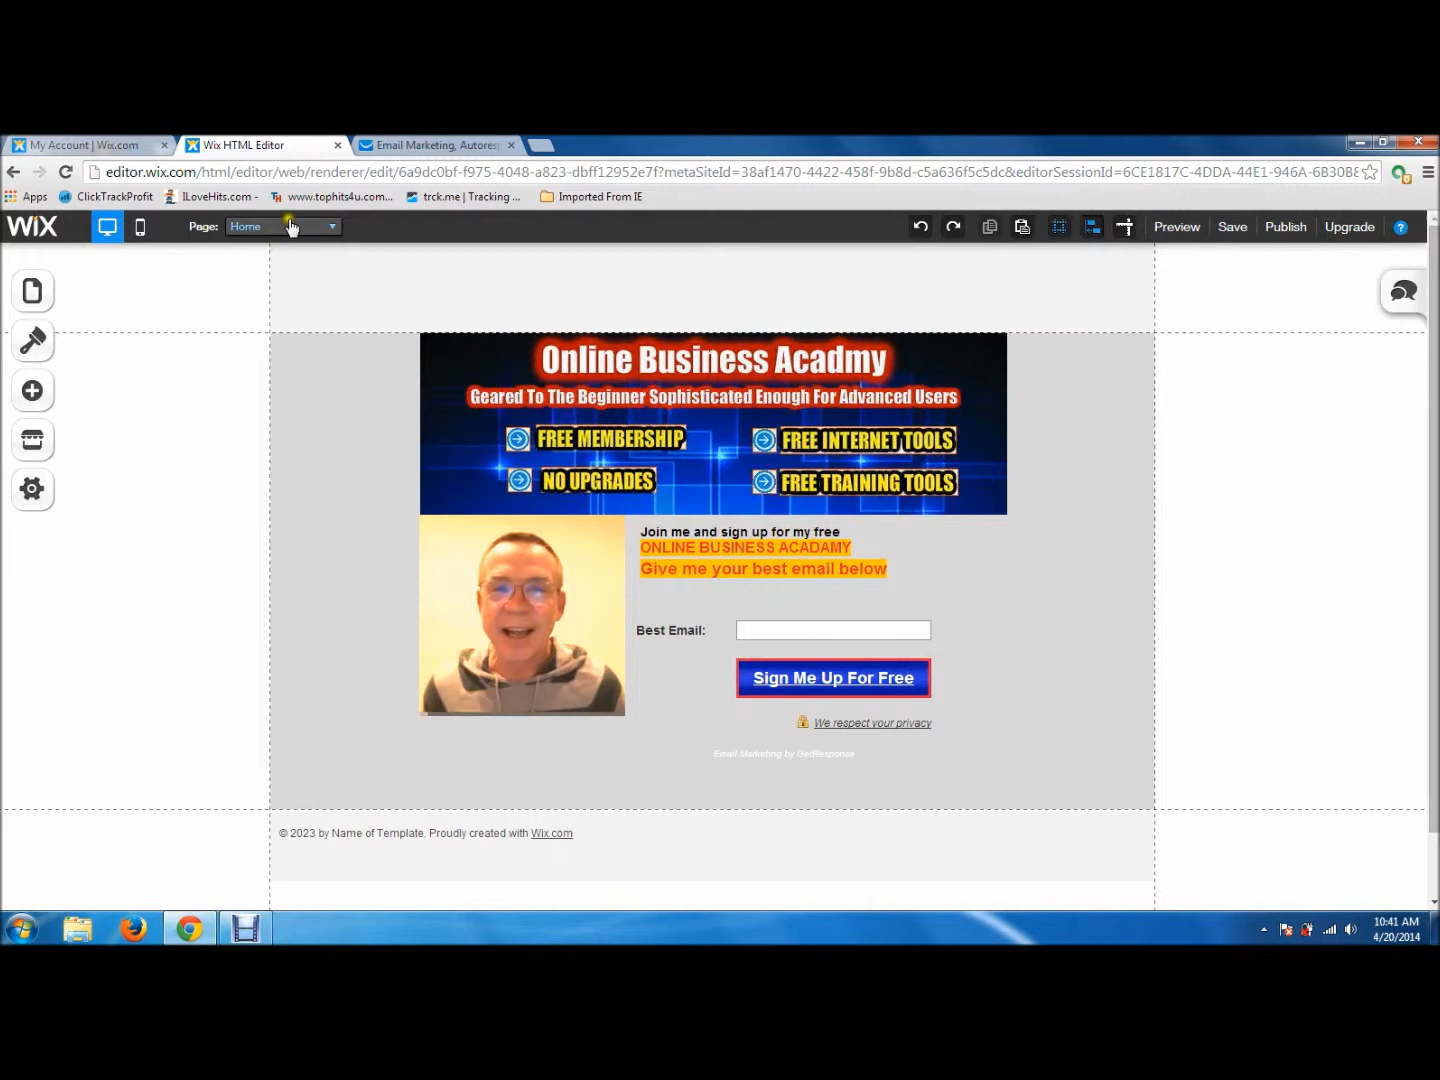 My Account | Wix.com
Wix HTML Editor
Email Marketing, Autores
editor.wix.com/html/editor/web/renderer/edit/6a9dc0bf-f975-4048-a823-dbff12952e7f?metaSiteId=38af1470-4422-458f-9b8d-c5a636f5c5dc&editorSessionId=6CE1817C-4DDA-44E1-946A-6B30B8
Apps
ClickTrackProfit
ILoveHits.com -
TH www.tophits4u.com...
trck.me | Tracking ...
Imported From IE
WiX
Page:
Home
Preview
Save
Publish
Upgrade
?
Online Business Acadmy
Geared To The Beginner Sophisticated Enough For Advanced Users
FREE MEMBERSHIP
FREE INTERNET TOOLS
NO UPGRADES
FREE TRAINING TOOLS
Join me and sign up for my free
ONLINE BUSINESS ACADAMY
Give me your best email below
Best Email:
Sign Me Up For Free
We respect your privacy
Email Marketing by GetResponse
© 2023 by Name of Template. Proudly created with Wix.com
10:41 AM
4/20/2014